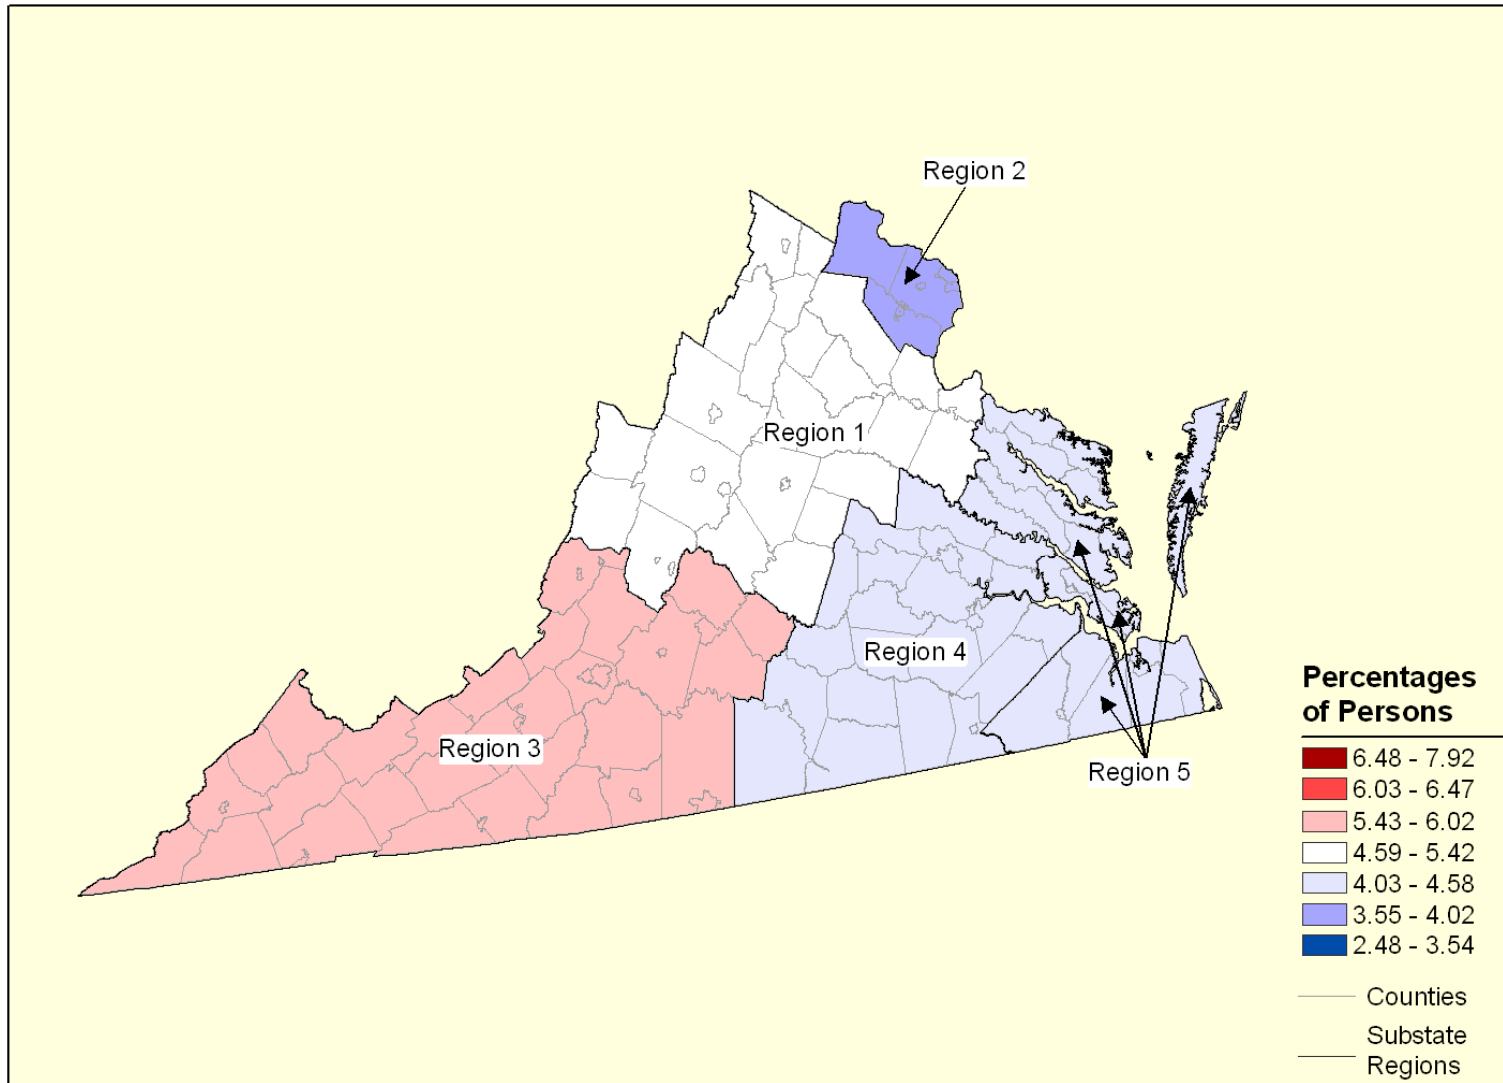 Region 2
Region 1
Region 4
Region 3
Region 5
Percentages
of Persons
6.48 - 7.92
6.03 - 6.47
5.43 - 6.02
4.59 - 5.42
4.03 - 4.58
3.55 - 4.02
2.48 - 3.54
Counties
Substate
Regions